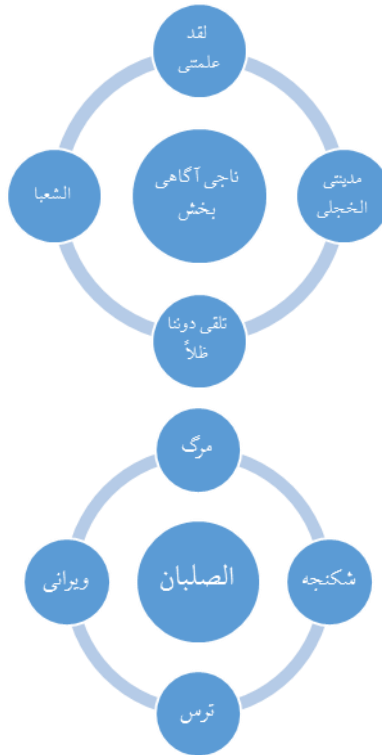 لقد
علمتنی
مدینتی
الخجلی
ناجی آگاهی
بخش
الشعبا
تلقی دوننا
ظلاً
مرگ
شکنجه
الصلبان
ویرانی
ترس